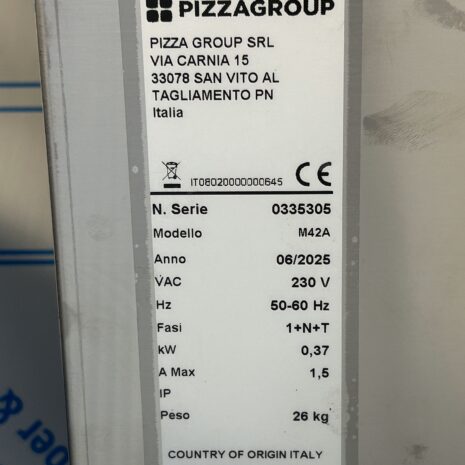 PIZZAGROUP
PIZZA GROUP SRL
VIA CARNIA 15
33078 SAN VITO AL
TAGLIAMENTO PN
Italia
IT08020000000645 CE
N. Serie 0335305
Modello M42A
Anno 06/2025
VAC 230 V
Hz 50-60 Hz
Fasi 1+N+T
kW 0,37
A Max 1,5
IP
Peso 26 kg
COUNTRY OF ORIGIN ITALY